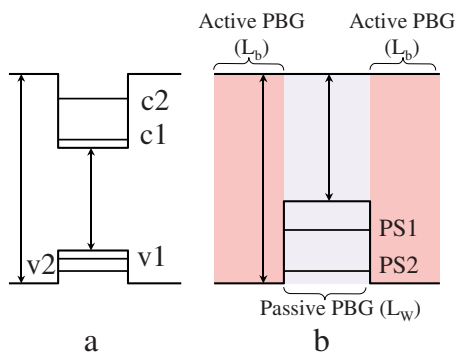 Active PBG
(L_b)
Active PBG
(L_b)
c2
c1
v1
v2
PS1
PS2
Passive PBG (L_W)
a
b